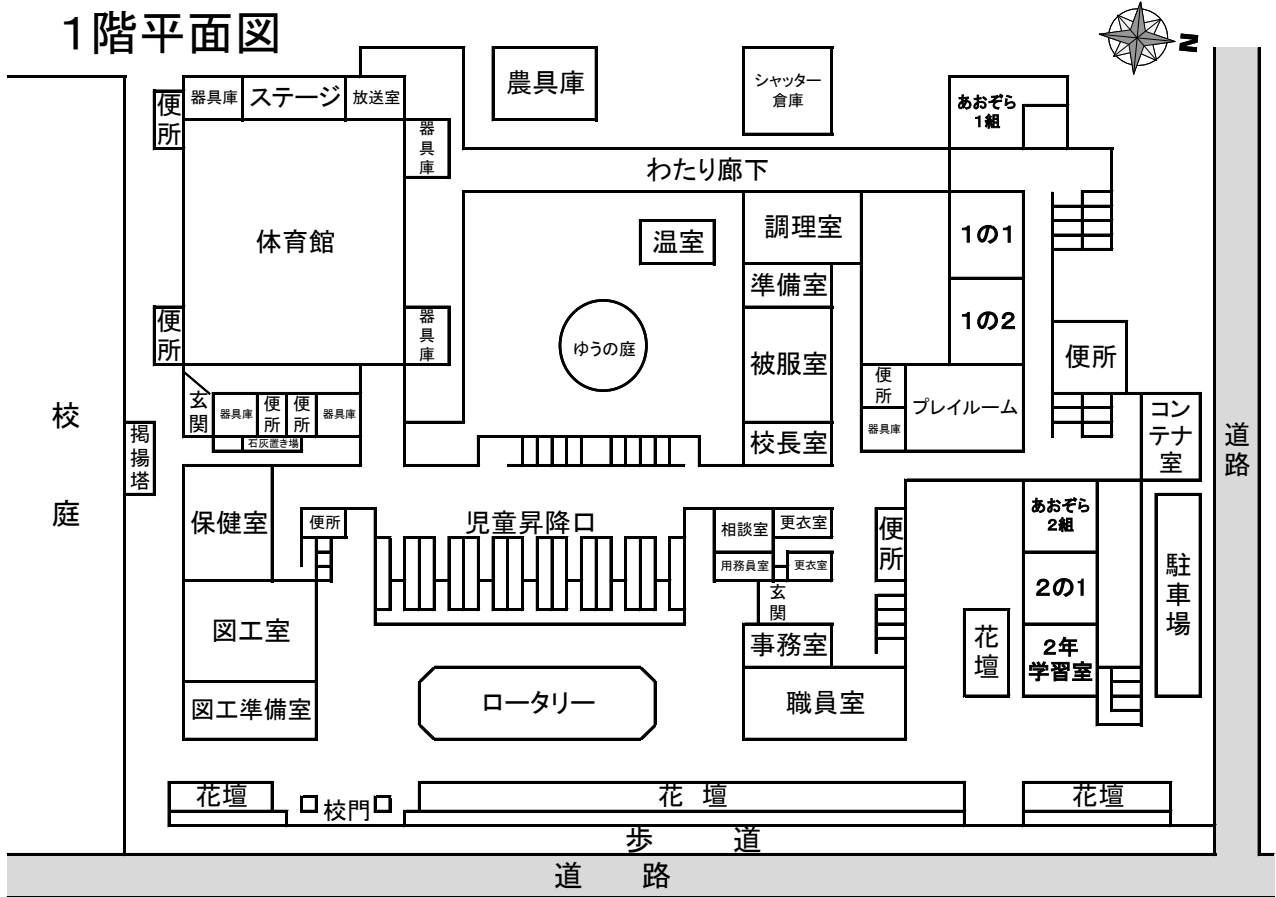 1階平面図
N
農具庫
シャッター
倉庫
器具庫
ステージ
放送室
便所
器具庫
あおぞら
1組
わたり廊下
体育館
温室
調理室
1の1
準備室
便所
器具庫
ゆうの庭
1の2
被服室
便所
便所
プレイルーム
器具庫
玄関
器具庫
便所
便所
器具庫
石灰置き場
校長室
コンテナ室
校庭
掲揚塔
道路
保健室
便所
児童昇降口
相談室
更衣室
用務員室
更衣室
便所
あおぞら
2組
駐車場
2の1
玄関
図工室
事務室
花壇
2年
学習室
図工準備室
ロータリー
職員室
花壇
校門
花壇
花壇
歩道
道路